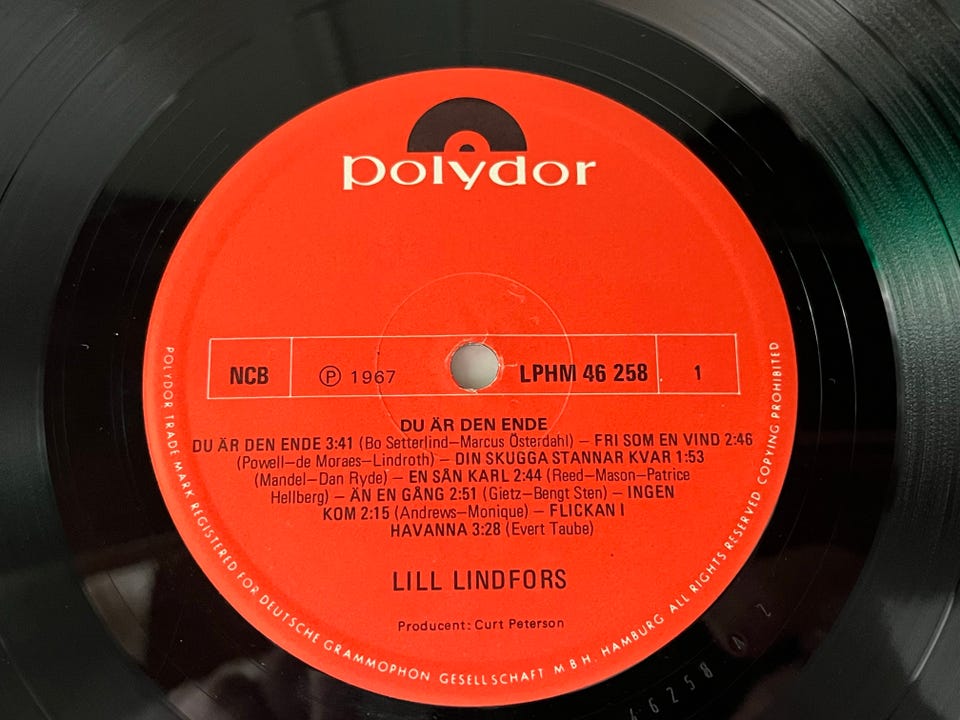 polydor
NCB ℗ 1967 LPHM 46 258 1
DU ÄR DEN ENDE
DU ÄR DEN ENDE 3:41 (Bo Setterlind—Marcus Österdahl) — FRI SOM EN VIND 2:46
(Powell—de Moraes—Lindroth) — DIN SKUGGA STANNAR KVAR 1:53
(Mandel—Dan Ryde) — EN SÅN KARL 2:44 (Reed—Mason—Patrice
Hellberg) — ÄN EN GÅNG 2:51 (Gietz—Bengt Sten) — INGEN
KOM 2:15 (Andrews—Monique) — FLICKAN I
HAVANNA 3:28 (Evert Taube)
LILL LINDFORS
Producent: Curt Peterson
POLYDOR TRADE MARK REGISTERED FOR DEUTSCHE GRAMMOPHON GESELLSCHAFT M B H. HAMBURG ALL RIGHTS RESERVED COPYING PROHIBITED
46258 A 2